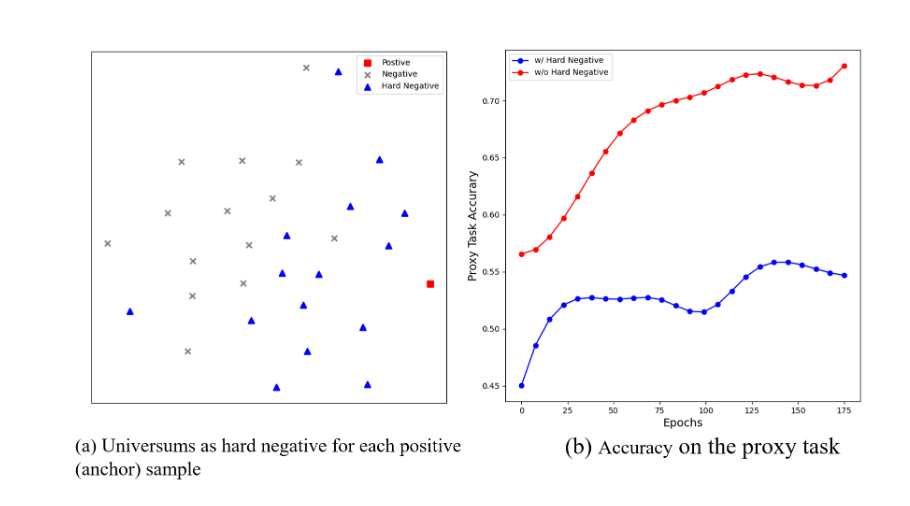 Postive
Negative
Hard Negative
(a) Universums as hard negative for each positive
(anchor) sample
w/ Hard Negative
w/o Hard Negative
Proxy Task Accurary
0.70
0.65
0.60
0.55
0.50
0.45
0 25 50 75 100 125 150 175
Epochs
(b) Accuracy on the proxy task